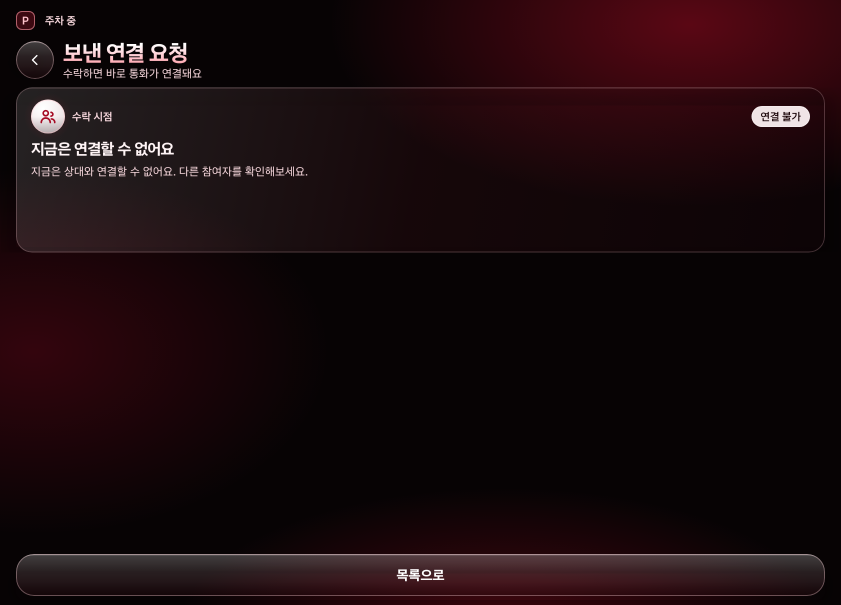 P 주차 중
보낸 연결 요청
수락하면 바로 통화가 연결돼요
수락 시점
연결 불가
지금은 연결할 수 없어요
지금은 상대와 연결할 수 없어요. 다른 참여자를 확인해보세요.
목록으로